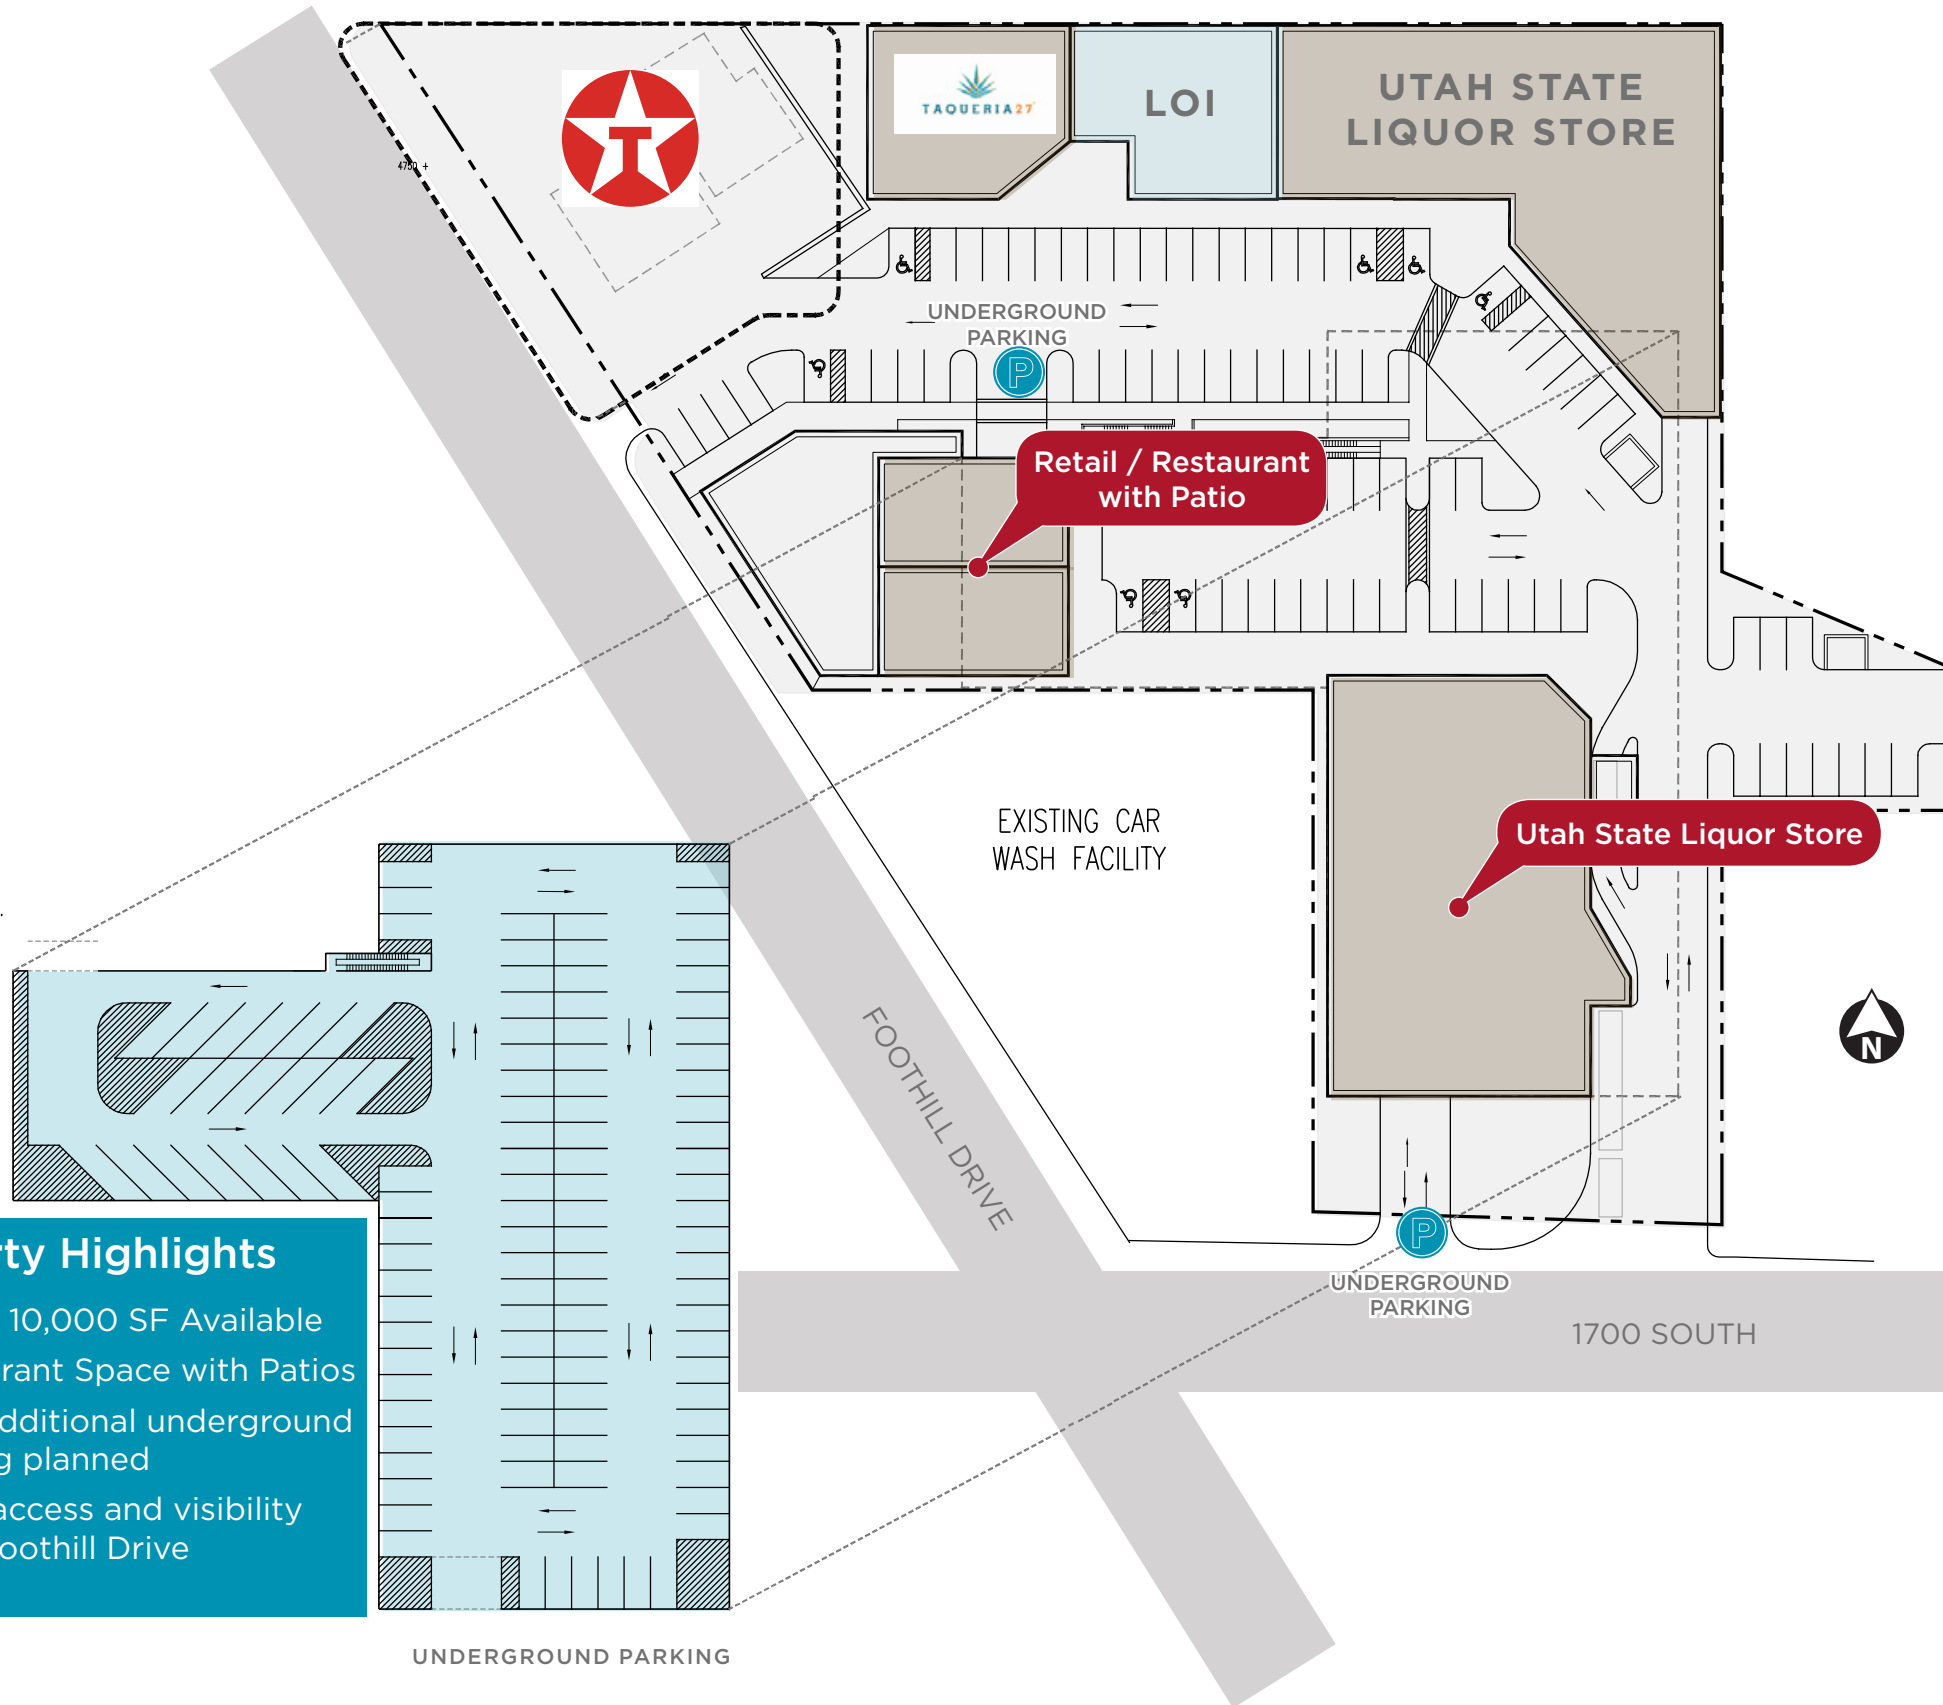 4750 +
TAQUERIA27
LOI
UTAH STATE
LIQUOR STORE
UNDERGROUND
PARKING
P
Retail / Restaurant
with Patio
EXISTING CAR
WASH FACILITY
Utah State Liquor Store
N
FOOTHILL DRIVE
P
UNDERGROUND
PARKING
1700 SOUTH
rty Highlights
10,000 SF Available
rant Space with Patios
dditional underground
g planned
access and visibility
oothill Drive
UNDERGROUND PARKING